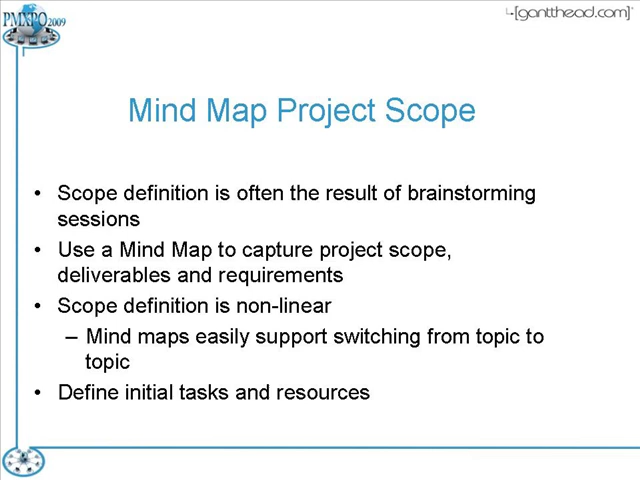 PMXPO 2009
[gantthead.com]®
Mind Map Project Scope
• Scope definition is often the result of brainstorming
sessions
• Use a Mind Map to capture project scope,
deliverables and requirements
• Scope definition is non-linear
– Mind maps easily support switching from topic to
topic
• Define initial tasks and resources